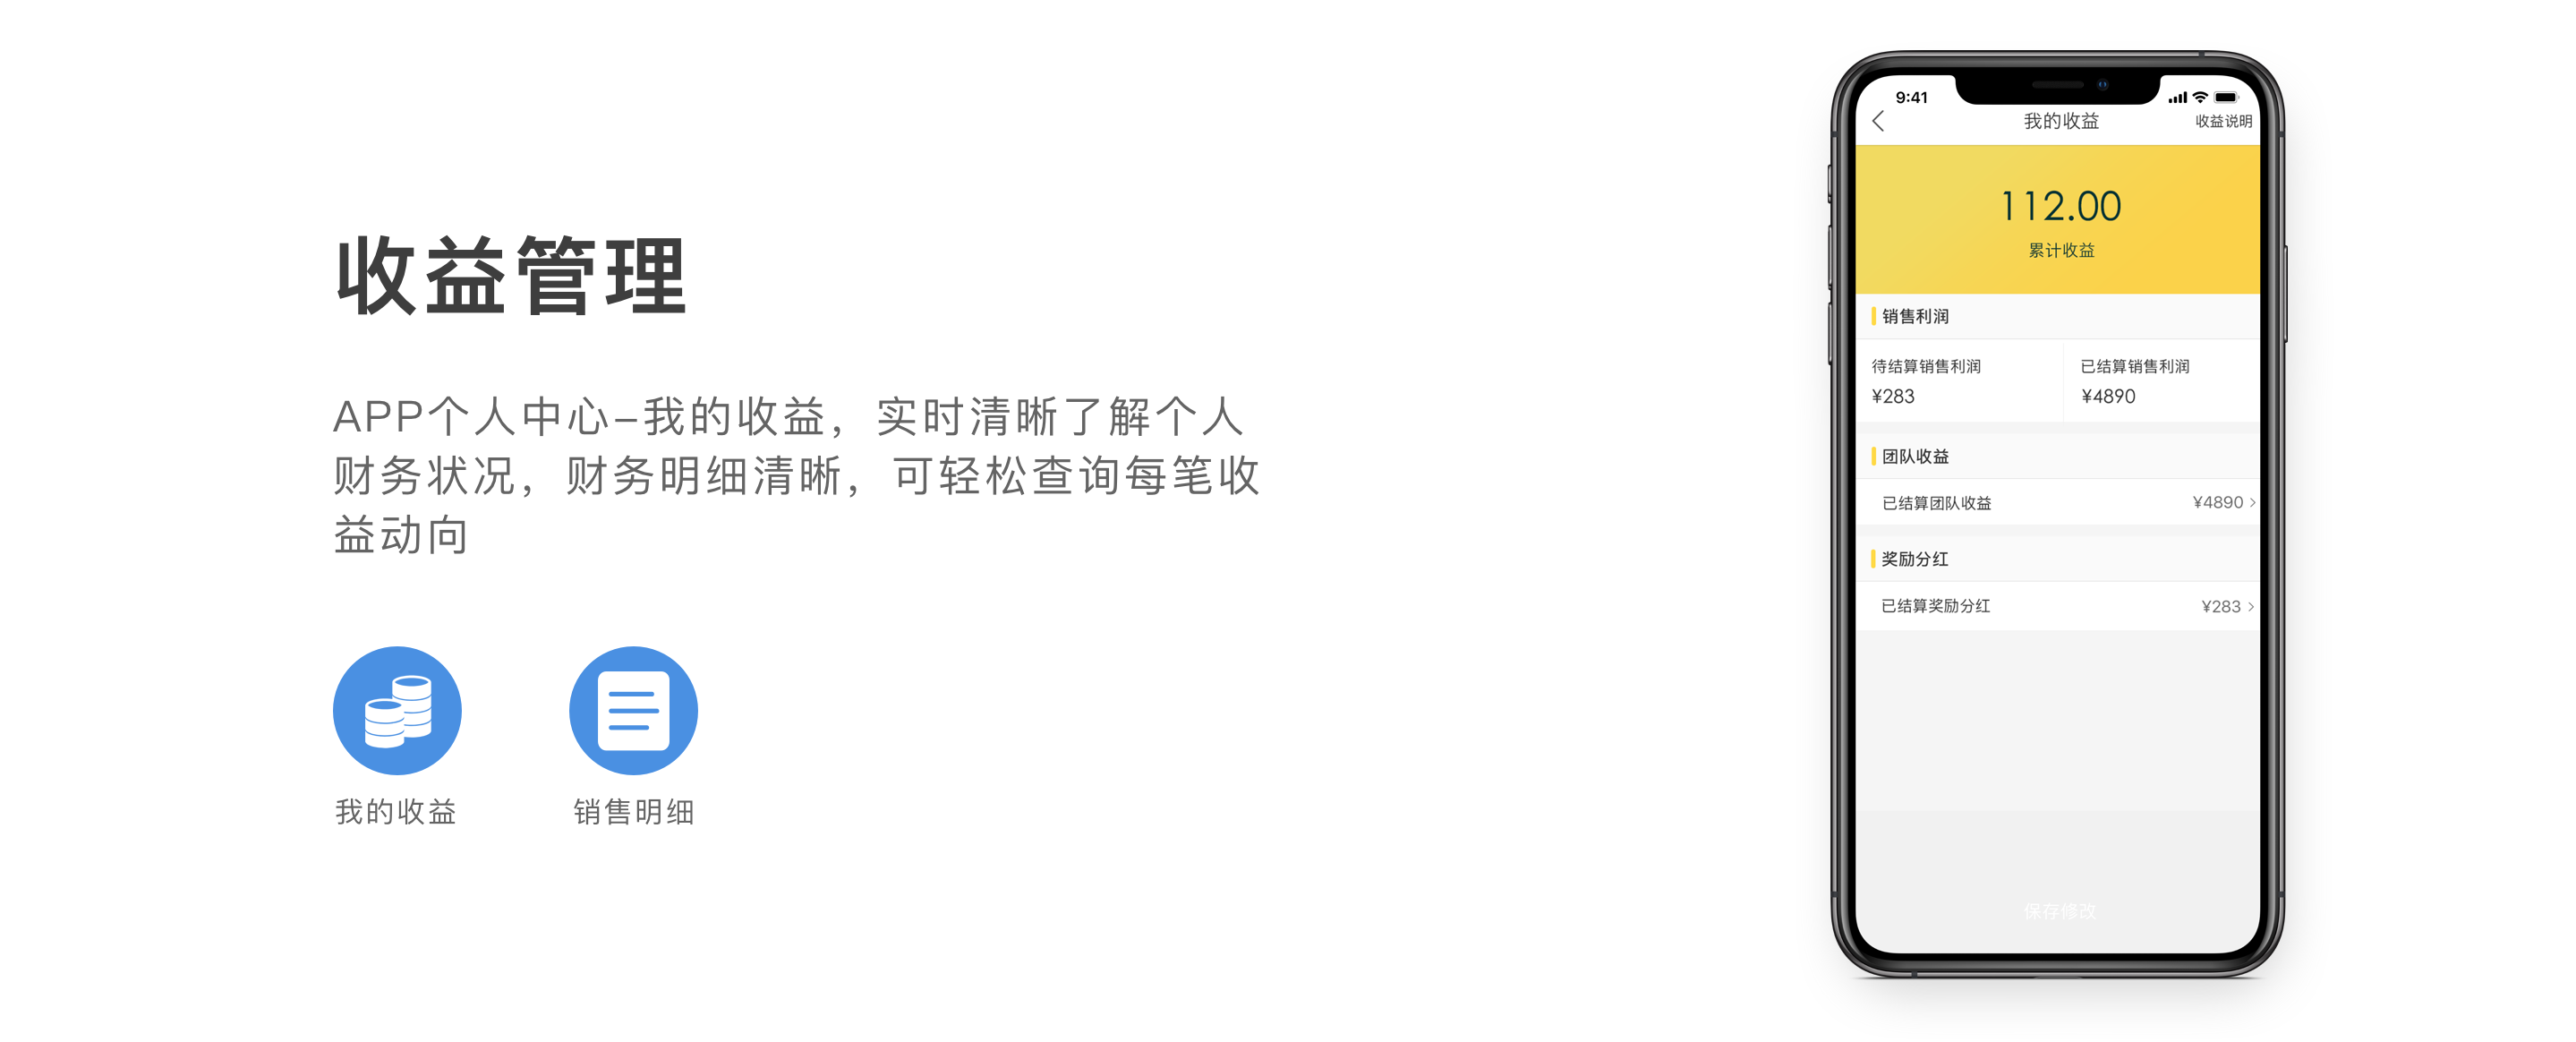 收益管理
APP个人中心-我的收益，实时清晰了解个人
财务状况，财务明细清晰，可轻松查询每笔收
益动向
我的收益
销售明细
9:41
我的收益
收益说明
112.00
累计收益
销售利润
待结算销售利润
已结算销售利润
¥283
¥4890
团队收益
已结算团队收益
¥4890
奖励分红
已结算奖励分红
¥283
保存修改